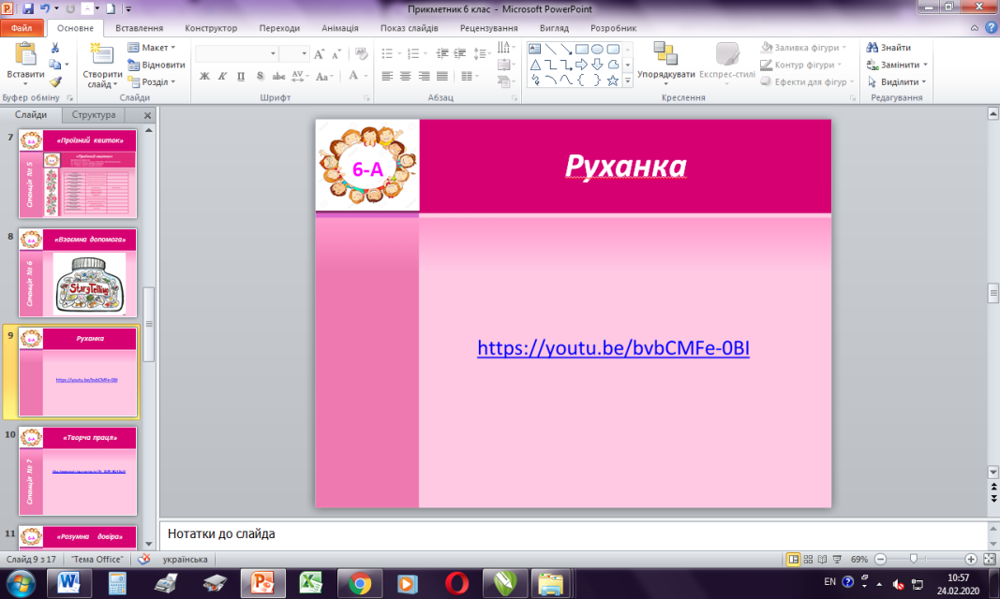 Прикметник 6 клас - Microsoft PowerPoint
Файл Основне Вставлення Конструктор Переходи Анімація Показ слайдів Рецензування Вигляд Розробник
Вставити
Створити слайд
Макет
Відновити
Розділ
Упорядкувати
Експрес-стилі
Заливка фігури
Контур фігури
Ефекти для фігур
Знайти
Замінити
Виділити
Буфер обміну Слайди Шрифт Абзац Креслення Редагування
Слайди Структура
7
6-А
«Проїзний квиток»
Станція № 5
8
6-А
«Взаємна допомога»
Станція № 6
StoryTelling
9
6-А
Руханка
https://youtu.be/bvbCMFe-0BI
10
6-А
«Творча праця»
Станція № 7
11
«Розумна довіра»
6-А
Руханка
https://youtu.be/bvbCMFe-0BI
Нотатки до слайда
Слайд 9 з 17 "Тема Office" українська 69%
EN 10:57
24.02.2020